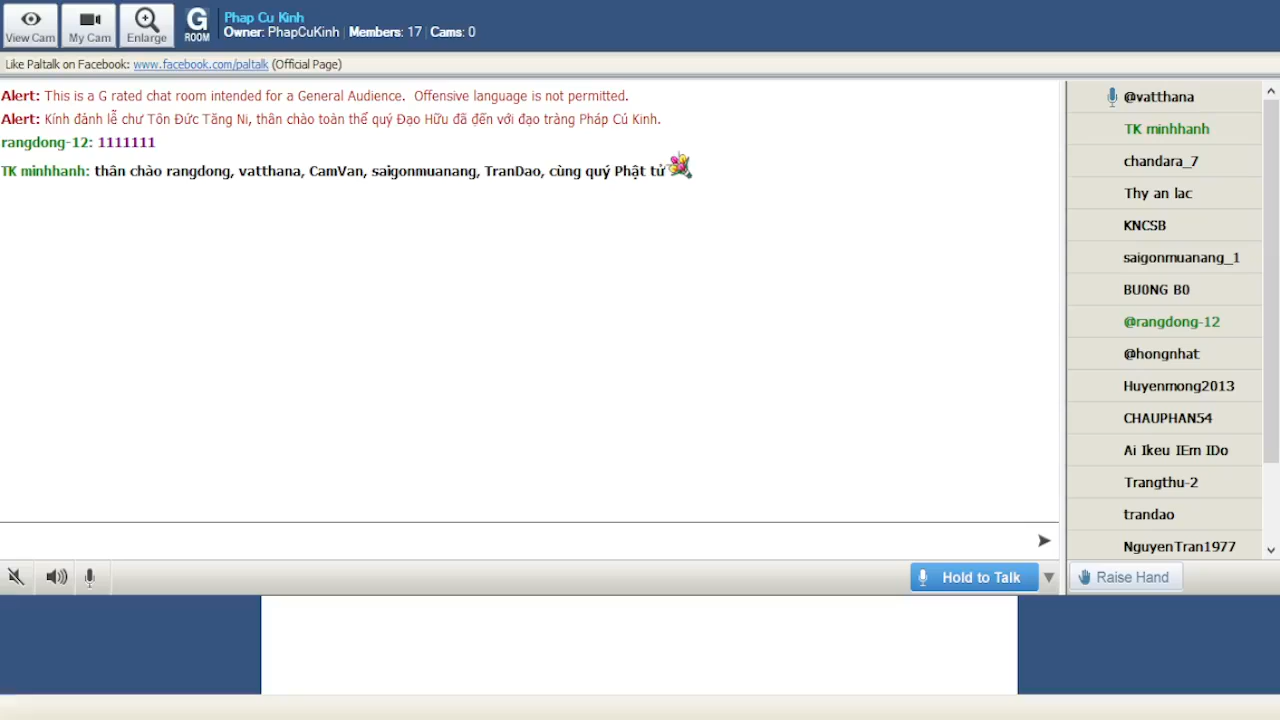 View Cam
My Cam
Enlarge
G
ROOM
Phap Cu Kinh
Owner: PhapCuKinh | Members: 17 | Cams: 0
Like Paltalk on Facebook: www.facebook.com/paltalk (Official Page)
Alert: This is a G rated chat room intended for a General Audience. Offensive language is not permitted.
Alert: Kính đảnh lễ chư Tôn Đức Tăng Ni, thân chào toàn thể quý Đạo Hữu đã đến với đạo tràng Pháp Cú Kinh.
rangdong-12: 1111111
TK minhhanh: thân chào rangdong, vatthana, CamVan, saigonmuanang, TranDao, cùng quý Phật tử
@vatthana
TK minhhanh
chandara_7
Thy an lac
KNCSB
saigonmuanang_1
BU0NG B0
@rangdong-12
@hongnhat
Huyenmong2013
CHAUPHAN54
Ai Ikeu IEm IDo
Trangthu-2
trandao
NguyenTran1977
Hold to Talk
Raise Hand